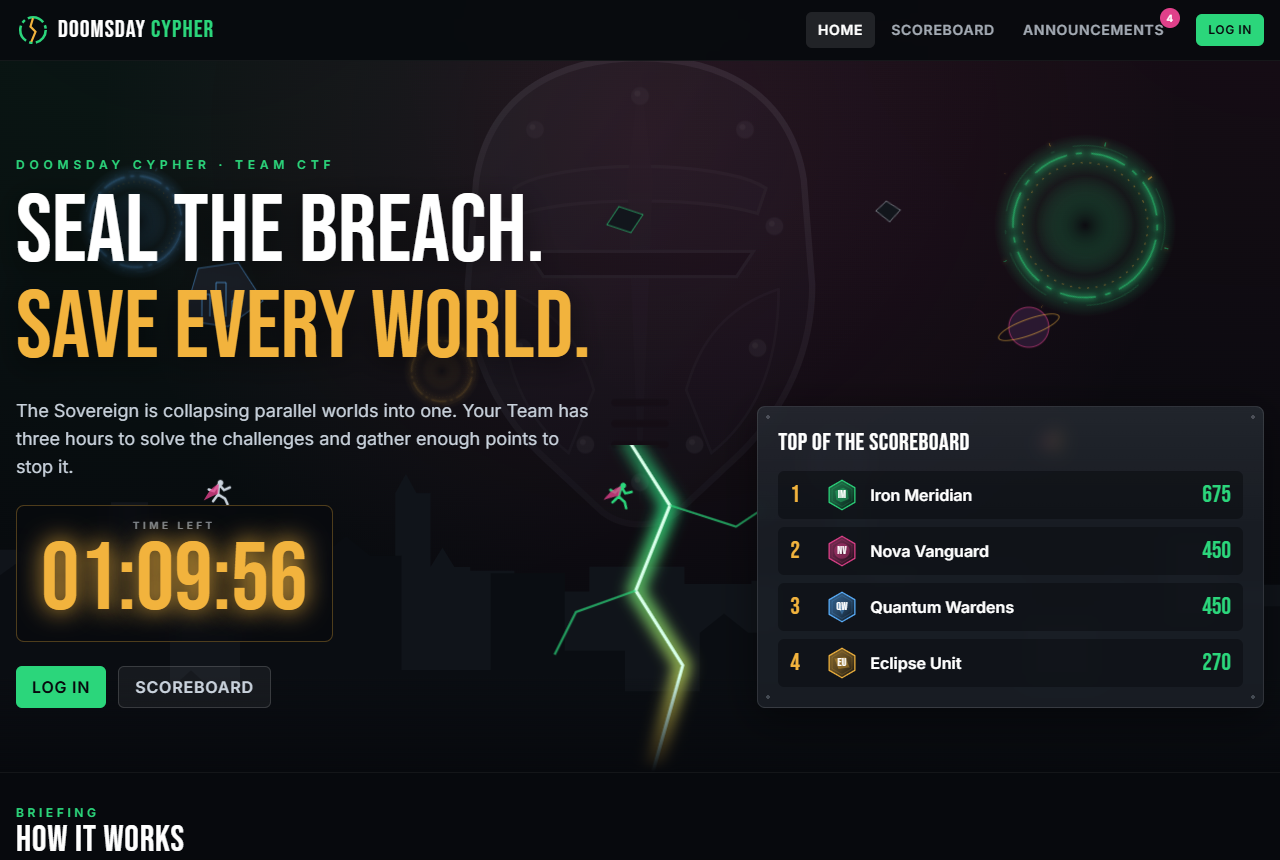 DOOMSDAY CYPHER
HOME
SCOREBOARD
ANNOUNCEMENTS
4
LOG IN
DOOMSDAY CYPHER · TEAM CTF
SEAL THE BREACH.
SAVE EVERY WORLD.
The Sovereign is collapsing parallel worlds into one. Your Team has
three hours to solve the challenges and gather enough points to
stop it.
TIME LEFT
01:09:56
LOG IN
SCOREBOARD
TOP OF THE SCOREBOARD
1 IM Iron Meridian 675
2 NV Nova Vanguard 450
3 QW Quantum Wardens 450
4 EU Eclipse Unit 270
BRIEFING
HOW IT WORKS